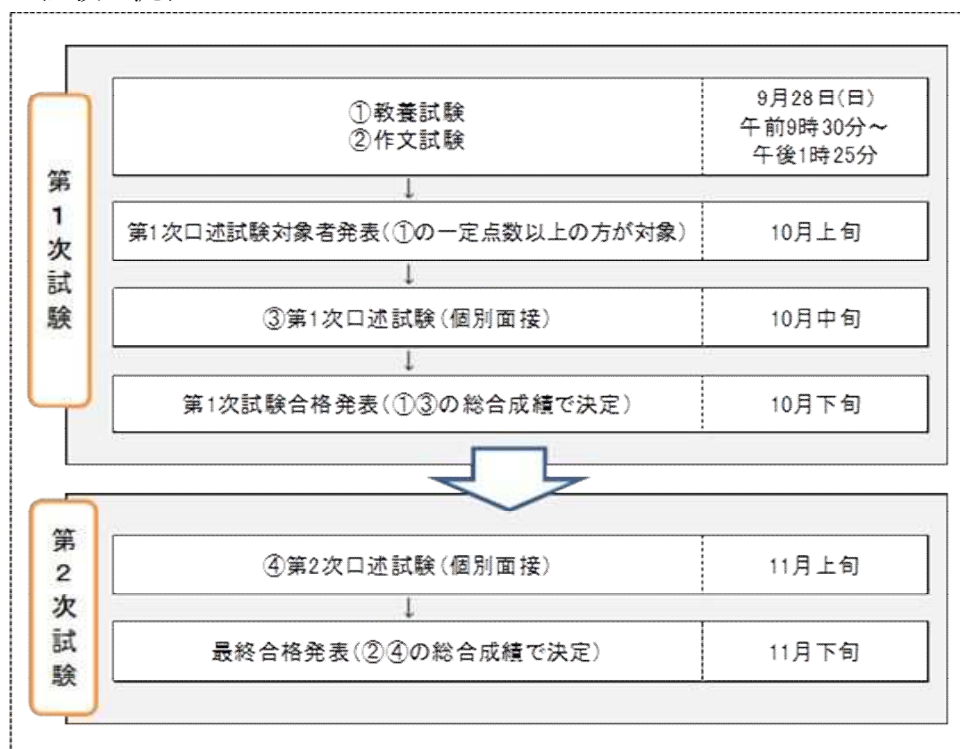 第1次試験
①教養試験
②作文試験
9月28日(日)
午前9時30分～
午後1時25分
↓
第1次口述試験対象者発表(①の一定点数以上の方が対象)
10月上旬
↓
③第1次口述試験(個別面接)
10月中旬
↓
第1次試験合格発表(①③の総合成績で決定)
10月下旬
第2次試験
④第2次口述試験(個別面接)
11月上旬
↓
最終合格発表(②④の総合成績で決定)
11月下旬